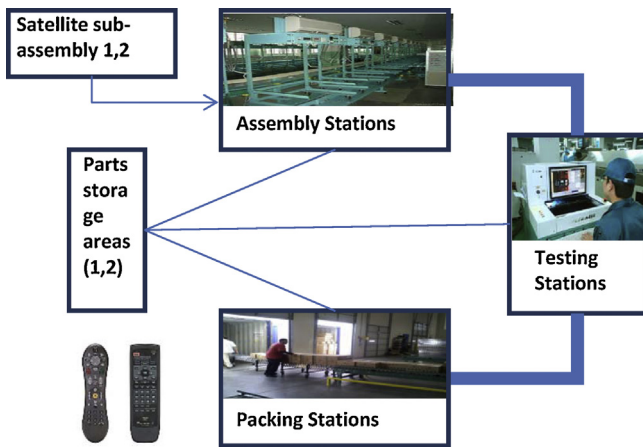 Satellite sub-
assembly 1,2
Assembly Stations
Parts
stora
ge
areas
(1,2)
Testing
Stations
Packing Stations